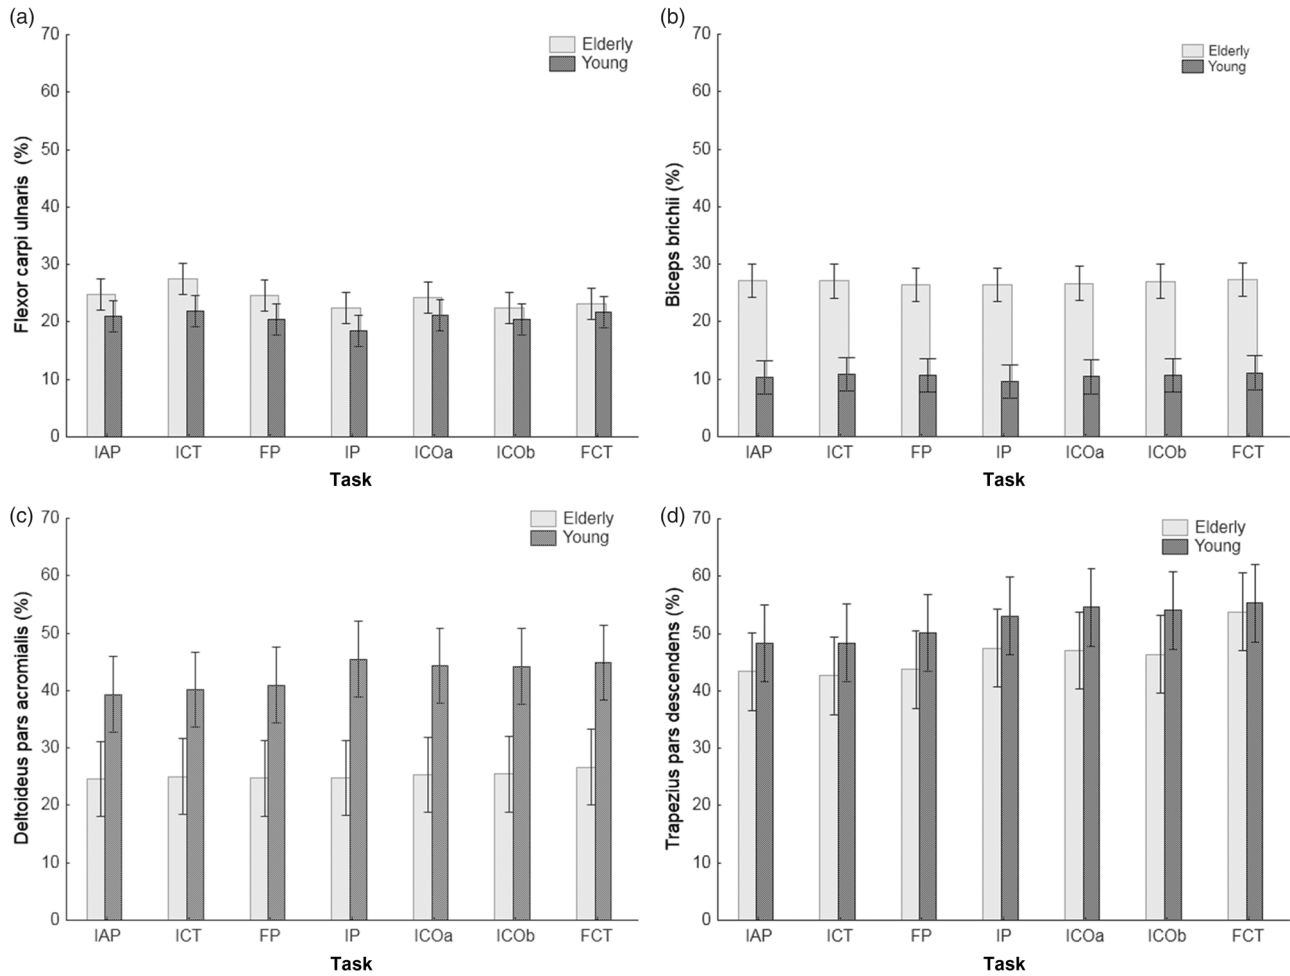 (a)
70
60
50
40
30
20
10
0
Flexor carpi ulnaris (%)
Elderly
Young
IAP ICT FP IP ICOa ICOb FCT
Task
(b)
70
60
50
40
30
20
10
0
Biceps brichii (%)
Elderly
Young
IAP ICT FP IP ICOa ICOb FCT
Task
(c)
70
60
50
40
30
20
10
0
Deltoideus pars acromialis (%)
Elderly
Young
IAP ICT FP IP ICOa ICOb FCT
Task
(d)
70
60
50
40
30
20
10
0
Trapezius pars descendens (%)
Elderly
Young
IAP ICT FP IP ICOa ICOb FCT
Task